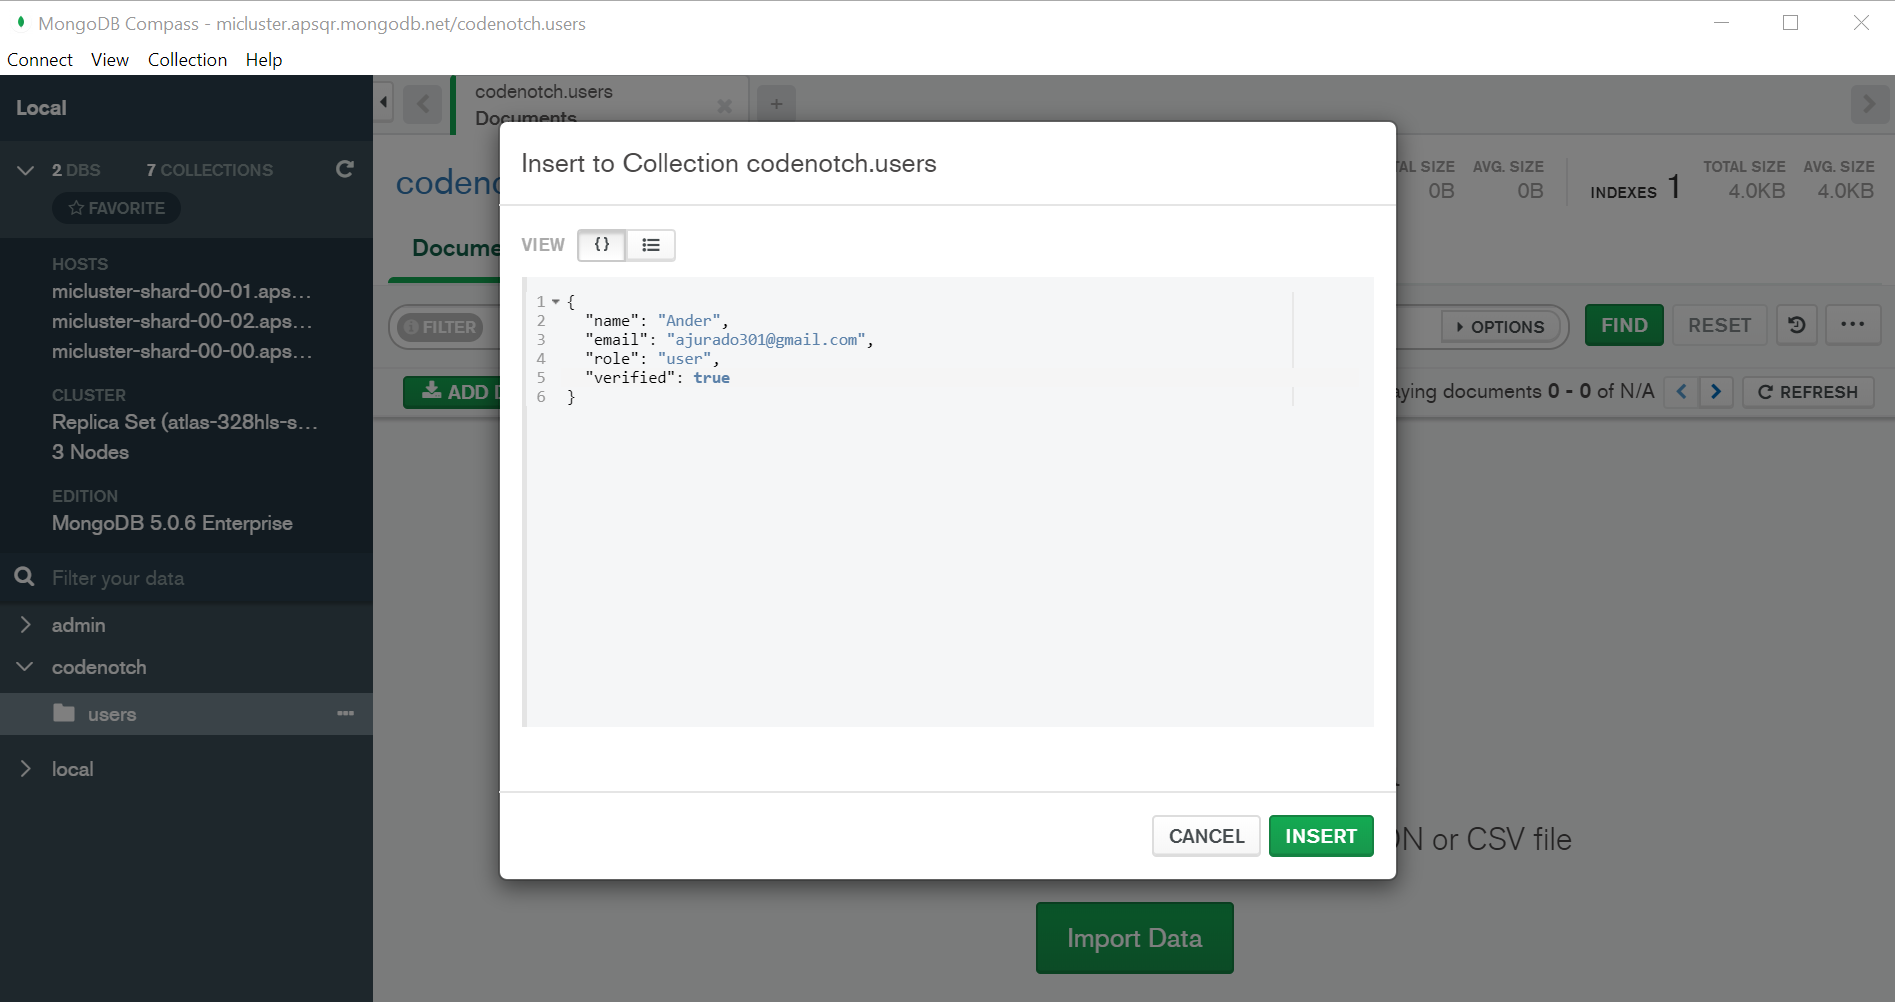 MongoDB Compass - micluster.apsqr.mongodb.net/codenotch.users
Connect View Collection Help
Local
2 DBS 7 COLLECTIONS
FAVORITE
HOSTS
micluster-shard-00-01.aps...
micluster-shard-00-02.aps...
micluster-shard-00-00.aps...
CLUSTER
Replica Set (atlas-328hls-s...
3 Nodes
EDITION
MongoDB 5.0.6 Enterprise
Filter your data
admin
codenotch
users
local
codenotch.users
Documents
codeno
AL SIZE AVG. SIZE
0B 0B
INDEXES 1
TOTAL SIZE AVG. SIZE
4.0KB 4.0KB
Docume
FILTER
OPTIONS
FIND
RESET
ADD D
aying documents 0 - 0 of N/A
REFRESH
Insert to Collection codenotch.users
VIEW {}
1 {
2 "name": "Ander",
3 "email": "ajurado301@gmail.com",
4 "role": "user",
5 "verified": true
6 }
CANCEL INSERT
N or CSV file
Import Data